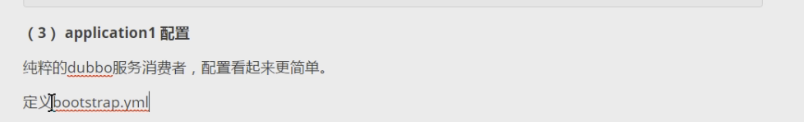 （3）application1 配置
纯粹的dubbo服务消费者，配置看起来更简单。
定义bootstrap.yml